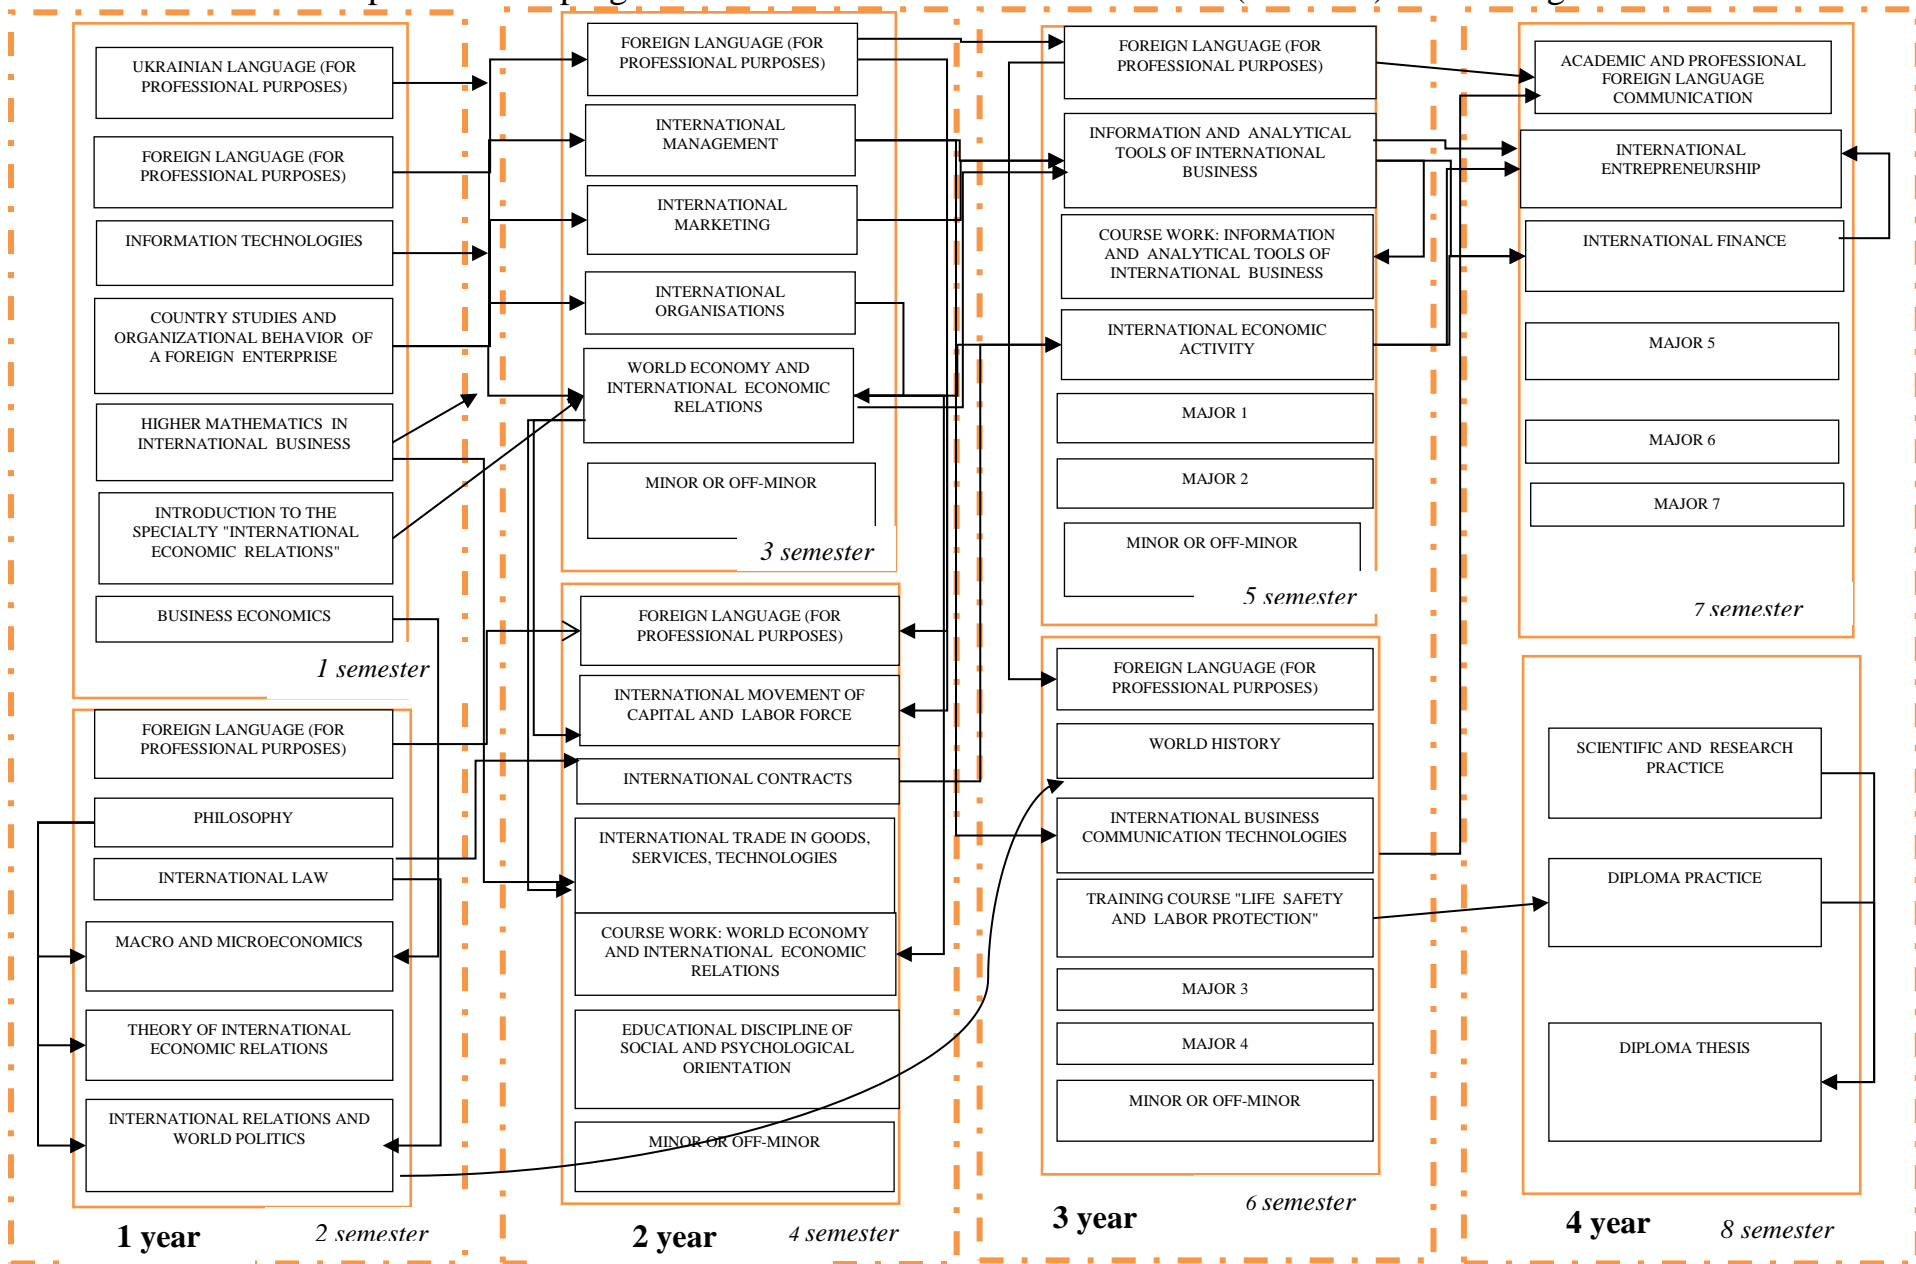 UKRAINIAN LANGUAGE (FOR
PROFESSIONAL PURPOSES)
FOREIGN LANGUAGE (FOR
PROFESSIONAL PURPOSES)
INFORMATION TECHNOLOGIES
COUNTRY STUDIES AND
ORGANIZATIONAL BEHAVIOR OF
A FOREIGN ENTERPRISE
HIGHER MATHEMATICS IN
INTERNATIONAL BUSINESS
INTRODUCTION TO THE
SPECIALTY "INTERNATIONAL
ECONOMIC RELATIONS"
BUSINESS ECONOMICS
1 semester
FOREIGN LANGUAGE (FOR
PROFESSIONAL PURPOSES)
PHILOSOPHY
INTERNATIONAL LAW
MACRO AND MICROECONOMICS
THEORY OF INTERNATIONAL
ECONOMIC RELATIONS
INTERNATIONAL RELATIONS AND
WORLD POLITICS
1 year
2 semester
FOREIGN LANGUAGE (FOR
PROFESSIONAL PURPOSES)
INTERNATIONAL
MANAGEMENT
INTERNATIONAL
MARKETING
INTERNATIONAL
ORGANISATIONS
WORLD ECONOMY AND
INTERNATIONAL ECONOMIC
RELATIONS
MINOR OR OFF-MINOR
3 semester
FOREIGN LANGUAGE (FOR
PROFESSIONAL PURPOSES)
INTERNATIONAL MOVEMENT OF
CAPITAL AND LABOR FORCE
INTERNATIONAL CONTRACTS
INTERNATIONAL TRADE IN GOODS,
SERVICES, TECHNOLOGIES
COURSE WORK: WORLD ECONOMY
AND INTERNATIONAL ECONOMIC
RELATIONS
EDUCATIONAL DISCIPLINE OF
SOCIAL AND PSYCHOLOGICAL
ORIENTATION
MINOR OR OFF-MINOR
2 year
4 semester
FOREIGN LANGUAGE (FOR
PROFESSIONAL PURPOSES)
INFORMATION AND ANALYTICAL
TOOLS OF INTERNATIONAL
BUSINESS
COURSE WORK: INFORMATION
AND ANALYTICAL TOOLS OF
INTERNATIONAL BUSINESS
INTERNATIONAL ECONOMIC
ACTIVITY
MAJOR 1
MAJOR 2
MINOR OR OFF-MINOR
5 semester
FOREIGN LANGUAGE (FOR
PROFESSIONAL PURPOSES)
WORLD HISTORY
INTERNATIONAL BUSINESS
COMMUNICATION TECHNOLOGIES
TRAINING COURSE "LIFE SAFETY
AND LABOR PROTECTION"
MAJOR 3
MAJOR 4
MINOR OR OFF-MINOR
3 year
6 semester
ACADEMIC AND PROFESSIONAL
FOREIGN LANGUAGE
COMMUNICATION
INTERNATIONAL
ENTREPRENEURSHIP
INTERNATIONAL FINANCE
MAJOR 5
MAJOR 6
MAJOR 7
7 semester
SCIENTIFIC AND RESEARCH
PRACTICE
DIPLOMA PRACTICE
DIPLOMA THESIS
4 year
8 semester